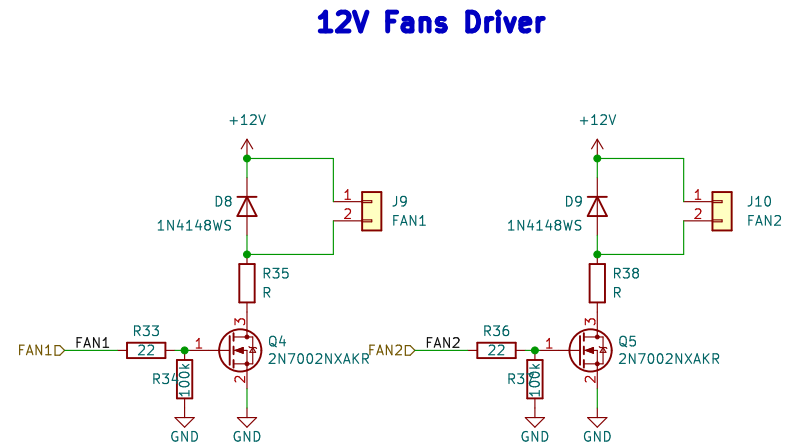 12V Fans Driver
+12V
+12V
D8
1N4148WS
1
2
J9
FAN1
D9
1N4148WS
1
2
J10
FAN2
R35
R
R38
R
R33
22
FAN1
FAN1
R34
100k
1
3
2
Q4
2N7002NXAKR
R36
22
FAN2
FAN2
100k
1
3
2
Q5
2N7002NXAKR
GND
GND
GND
GND